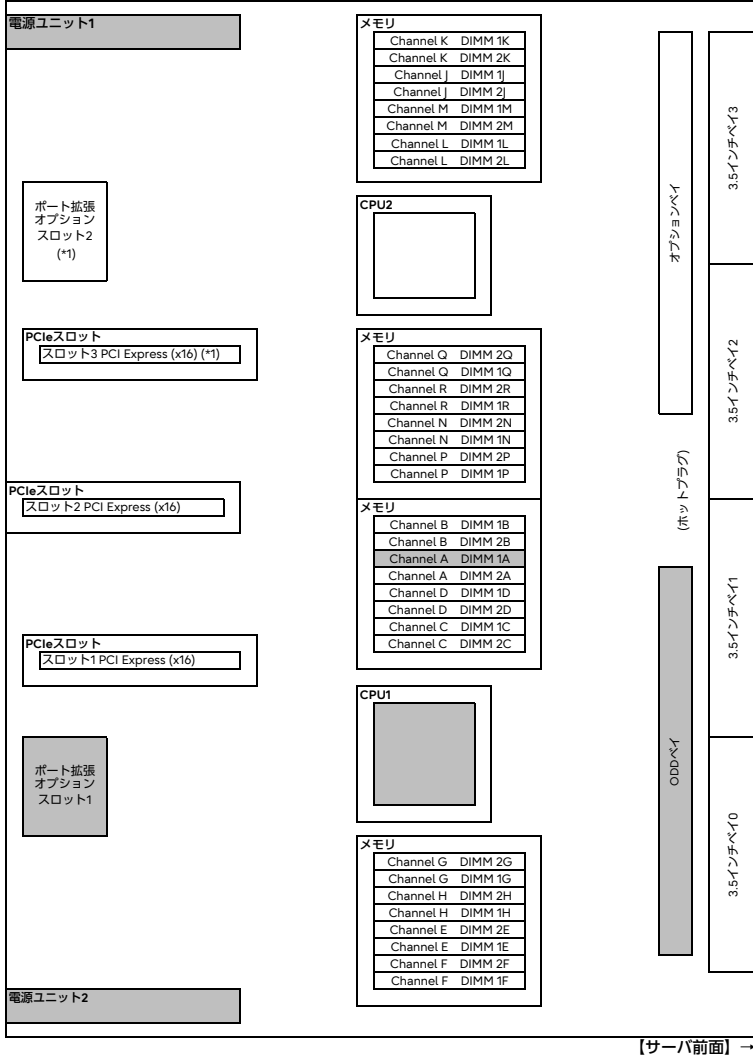 電源ユニット1
メモリ
Channel K DIMM 1K
Channel K DIMM 2K
Channel J DIMM 1J
Channel J DIMM 2J
Channel M DIMM 1M
Channel M DIMM 2M
Channel L DIMM 1L
Channel L DIMM 2L
ポート拡張
オプション
スロット2
(*1)
CPU2
PCIeスロット
スロット3 PCI Express (x16) (*1)
メモリ
Channel Q DIMM 2Q
Channel Q DIMM 1Q
Channel R DIMM 2R
Channel R DIMM 1R
Channel N DIMM 2N
Channel N DIMM 1N
Channel P DIMM 2P
Channel P DIMM 1P
PCIeスロット
スロット2 PCI Express (x16)
メモリ
Channel B DIMM 1B
Channel B DIMM 2B
Channel A DIMM 1A
Channel A DIMM 2A
Channel D DIMM 1D
Channel D DIMM 2D
Channel C DIMM 1C
Channel C DIMM 2C
PCIeスロット
スロット1 PCI Express (x16)
CPU1
ポート拡張
オプション
スロット1
メモリ
Channel G DIMM 2G
Channel G DIMM 1G
Channel H DIMM 2H
Channel H DIMM 1H
Channel E DIMM 2E
Channel E DIMM 1E
Channel F DIMM 2F
Channel F DIMM 1F
電源ユニット2
オプションベイ
(ホットプラグ)
ODDベイ
3.5インチベイ3
3.5インチベイ2
3.5インチベイ1
3.5インチベイ0
【サーバ前面】→